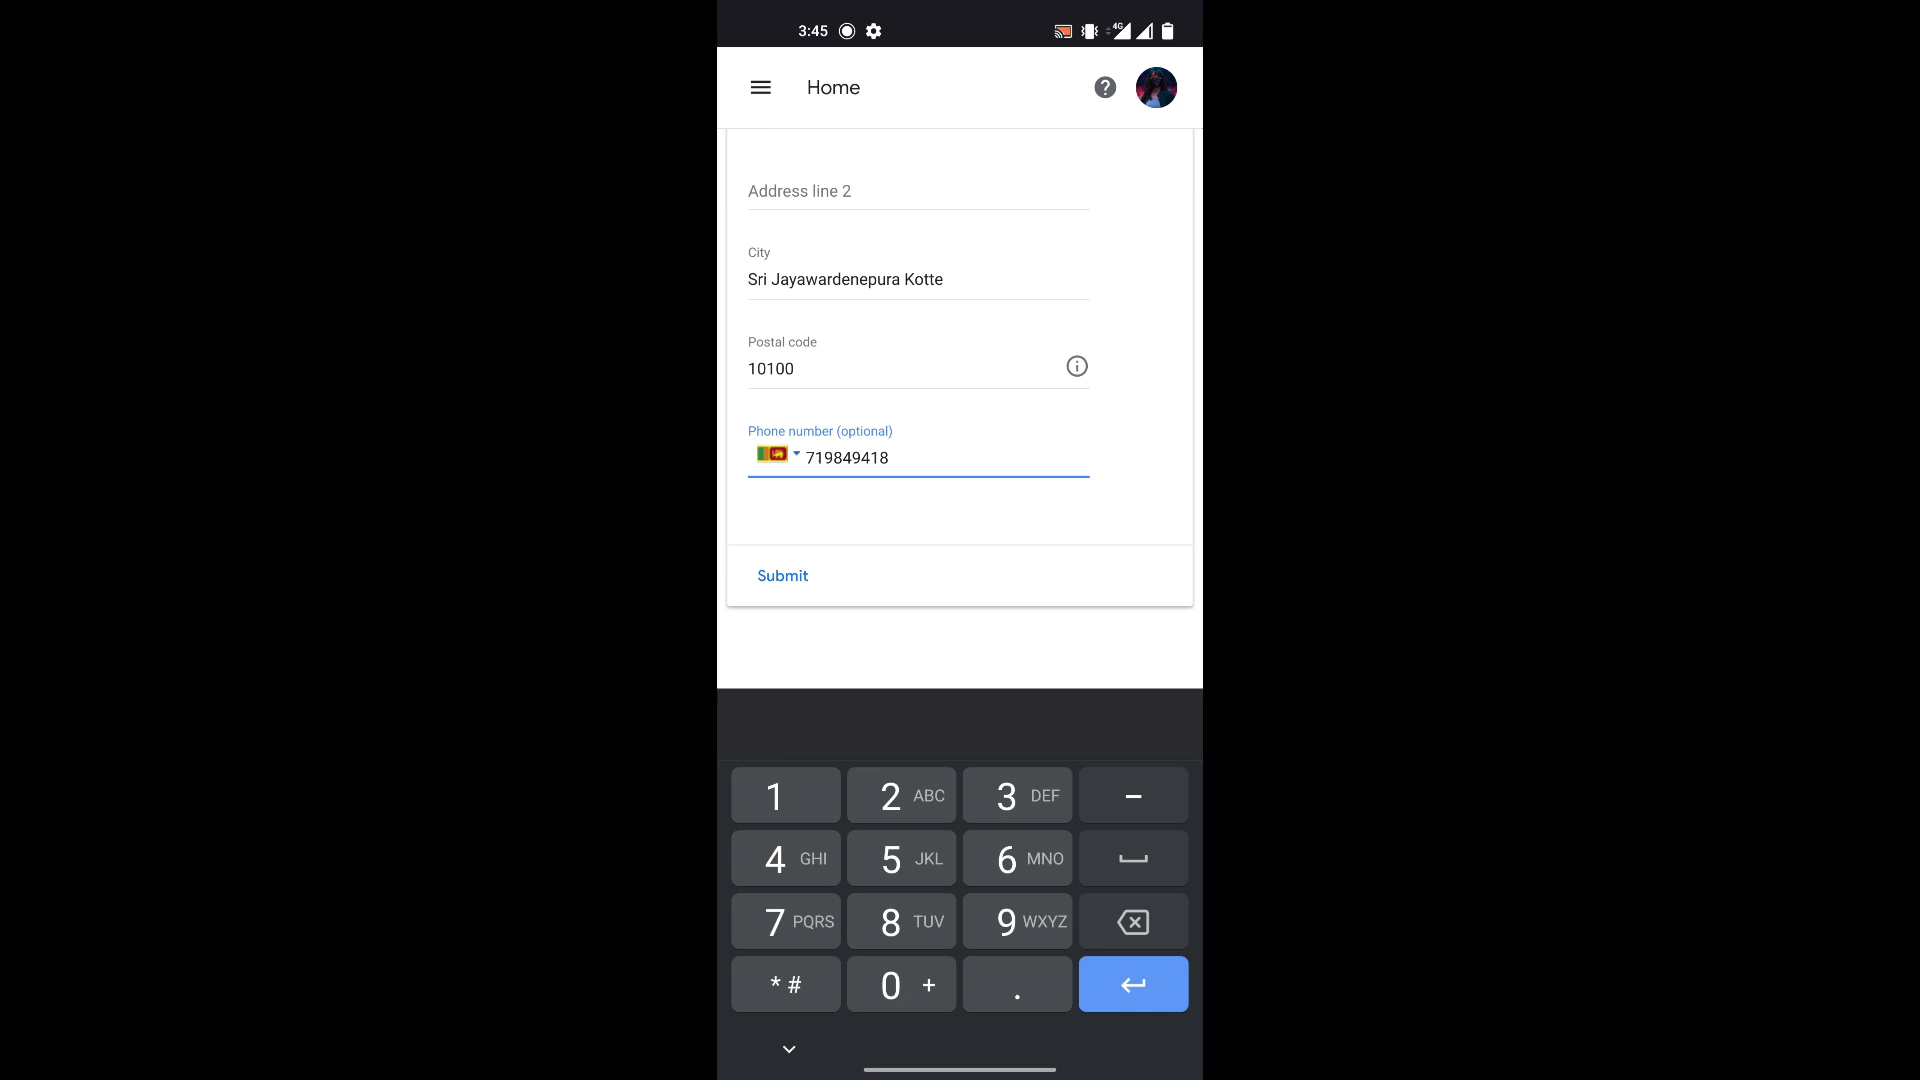 3:45
4G
Home
Address line 2
City
Sri Jayawardenepura Kotte
Postal code
10100
Phone number (optional)
719849418
Submit
1 2 ABC 3 DEF –
4 GHI 5 JKL 6 MNO
7 PQRS 8 TUV 9 WXYZ
* # 0 + .